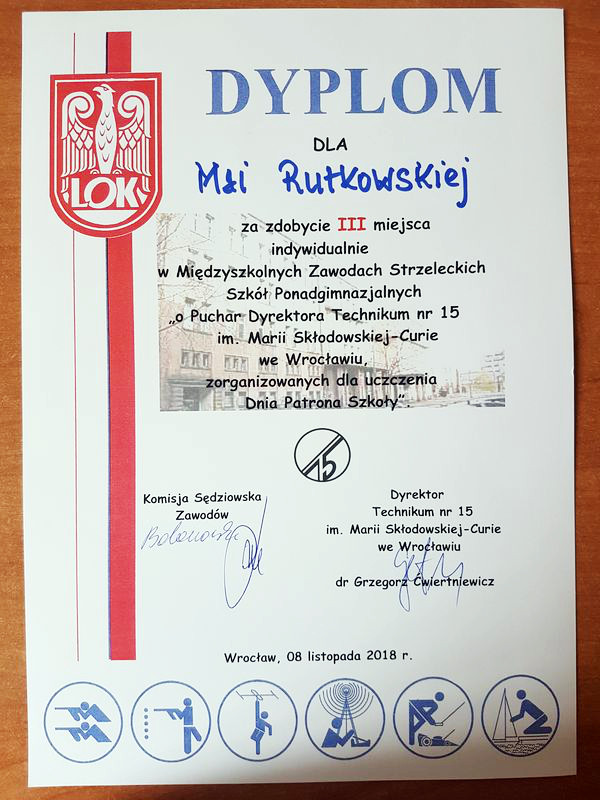 LOK
DYPLOM
DLA
Rutkowskiej
za zdobycie III miejsca
indywidualnie
w Międzyszkolnych Zawodach Strzeleckich
Szkół Ponadgimnazjalnych
„o Puchar Dyrektora Technikum nr 15
im. Marii Skłodowskiej-Curie
we Wrocławiu,
zorganizowanych dla uczczenia
Dnia Patrona Szkoły”.
15
Komisja Sędziowska
Zawodów
Dyrektor
Technikum nr 15
im. Marii Skłodowskiej-Curie
we Wrocławiu
dr Grzegorz Ćwiertniewicz
Wrocław, 08 listopada 2018 r.